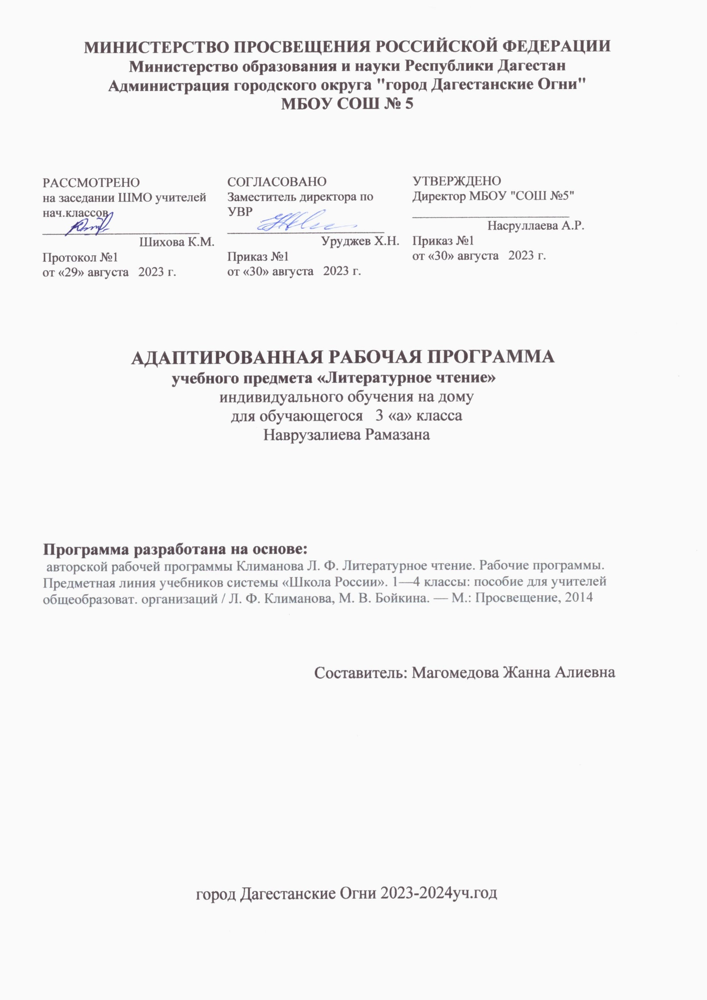 МИНИСТЕРСТВО ПРОСВЕЩЕНИЯ РОССИЙСКОЙ ФЕДЕРАЦИИ
Министерство образования и науки Республики Дагестан
Администрация городского округа "город Дагестанские Огни"
МБОУ СОШ № 5
РАССМОТРЕНО
на заседании ШМО учителей
нач.классов
Шихова К.М.
Протокол №1
от «29» августа 2023 г.
СОГЛАСОВАНО
Заместитель директора по
УВР
Уруджев Х.Н.
Приказ №1
от «30» августа 2023 г.
УТВЕРЖДЕНО
Директор МБОУ "СОШ №5"
Насруллаева А.Р.
Приказ №1
от «30» августа 2023 г.
АДАПТИРОВАННАЯ РАБОЧАЯ ПРОГРАММА
учебного предмета «Литературное чтение»
индивидуального обучения на дому
для обучающегося 3 «а» класса
Наврузалиева Рамазана
Программа разработана на основе:
авторской рабочей программы Климанова Л. Ф. Литературное чтение. Рабочие программы.
Предметная линия учебников системы «Школа России». 1—4 классы: пособие для учителей
общеобразоват. организаций / Л. Ф. Климанова, М. В. Бойкина. — М.: Просвещение, 2014
Составитель: Магомедова Жанна Алиевна
город Дагестанские Огни 2023-2024уч.год